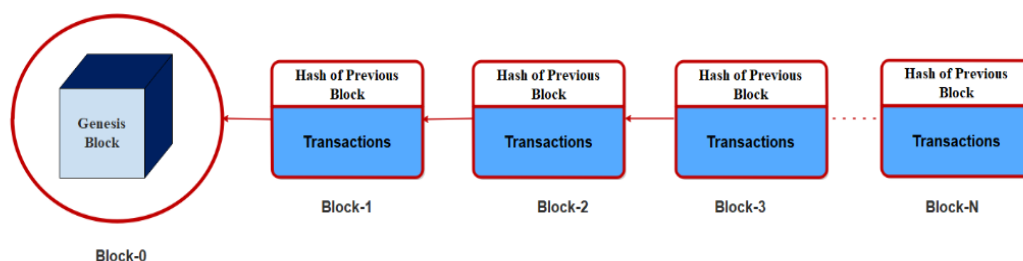 Genesis
Block
Block-0
Hash of Previous
Block
Transactions
Block-1
Hash of Previous
Block
Transactions
Block-2
Hash of Previous
Block
Transactions
Block-3
Hash of Previous
Block
Transactions
Block-N